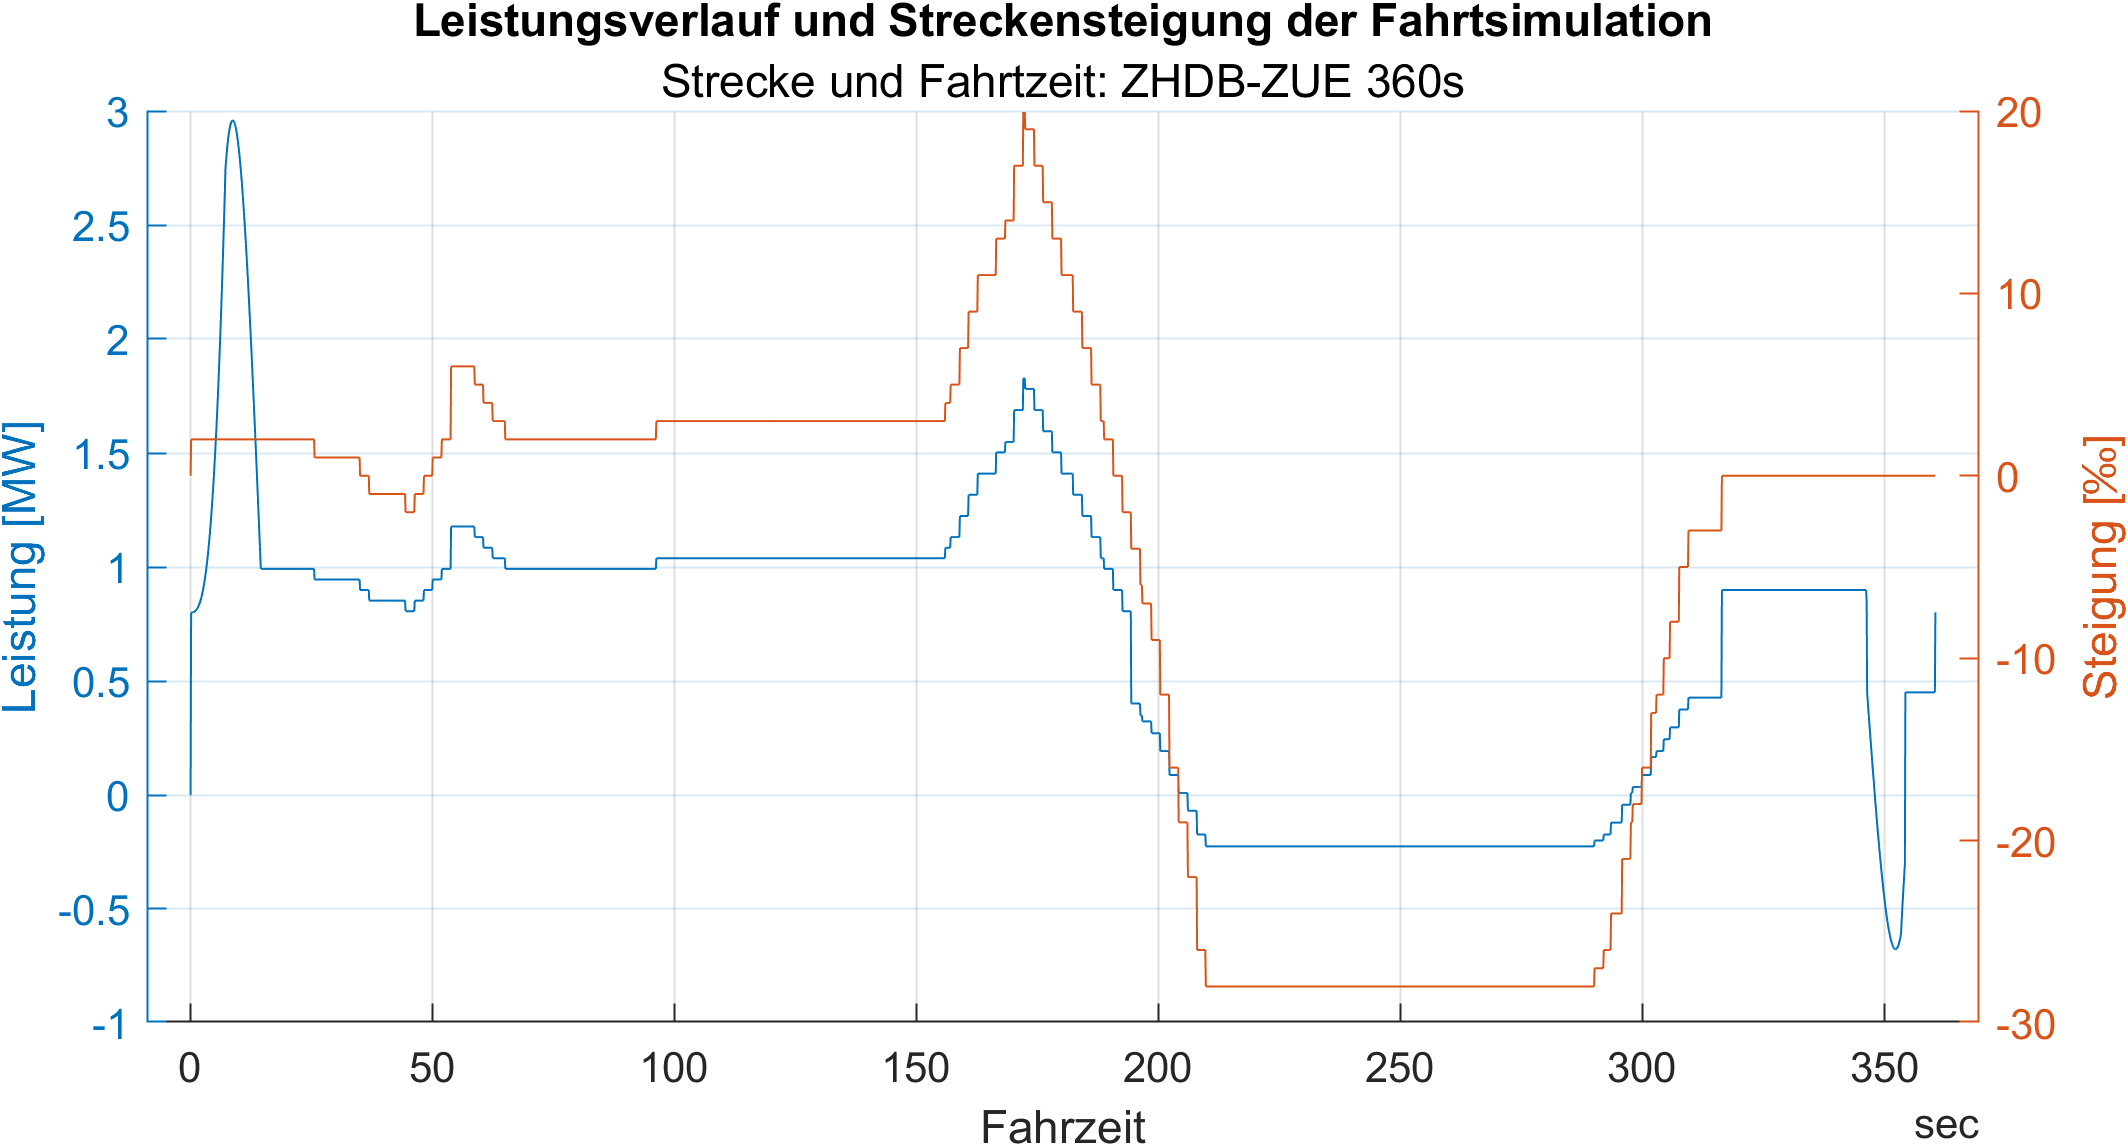 Leistungsverlauf und Streckensteigung der Fahrtsimulation
Strecke und Fahrtzeit: ZHDB-ZUE 360s
Leistung [MW]
3
2.5
2
1.5
1
0.5
0
-0.5
-1
20
10
0
-10
-20
-30
Steigung [‰]
0 50 100 150 200 250 300 350
Fahrzeit
sec